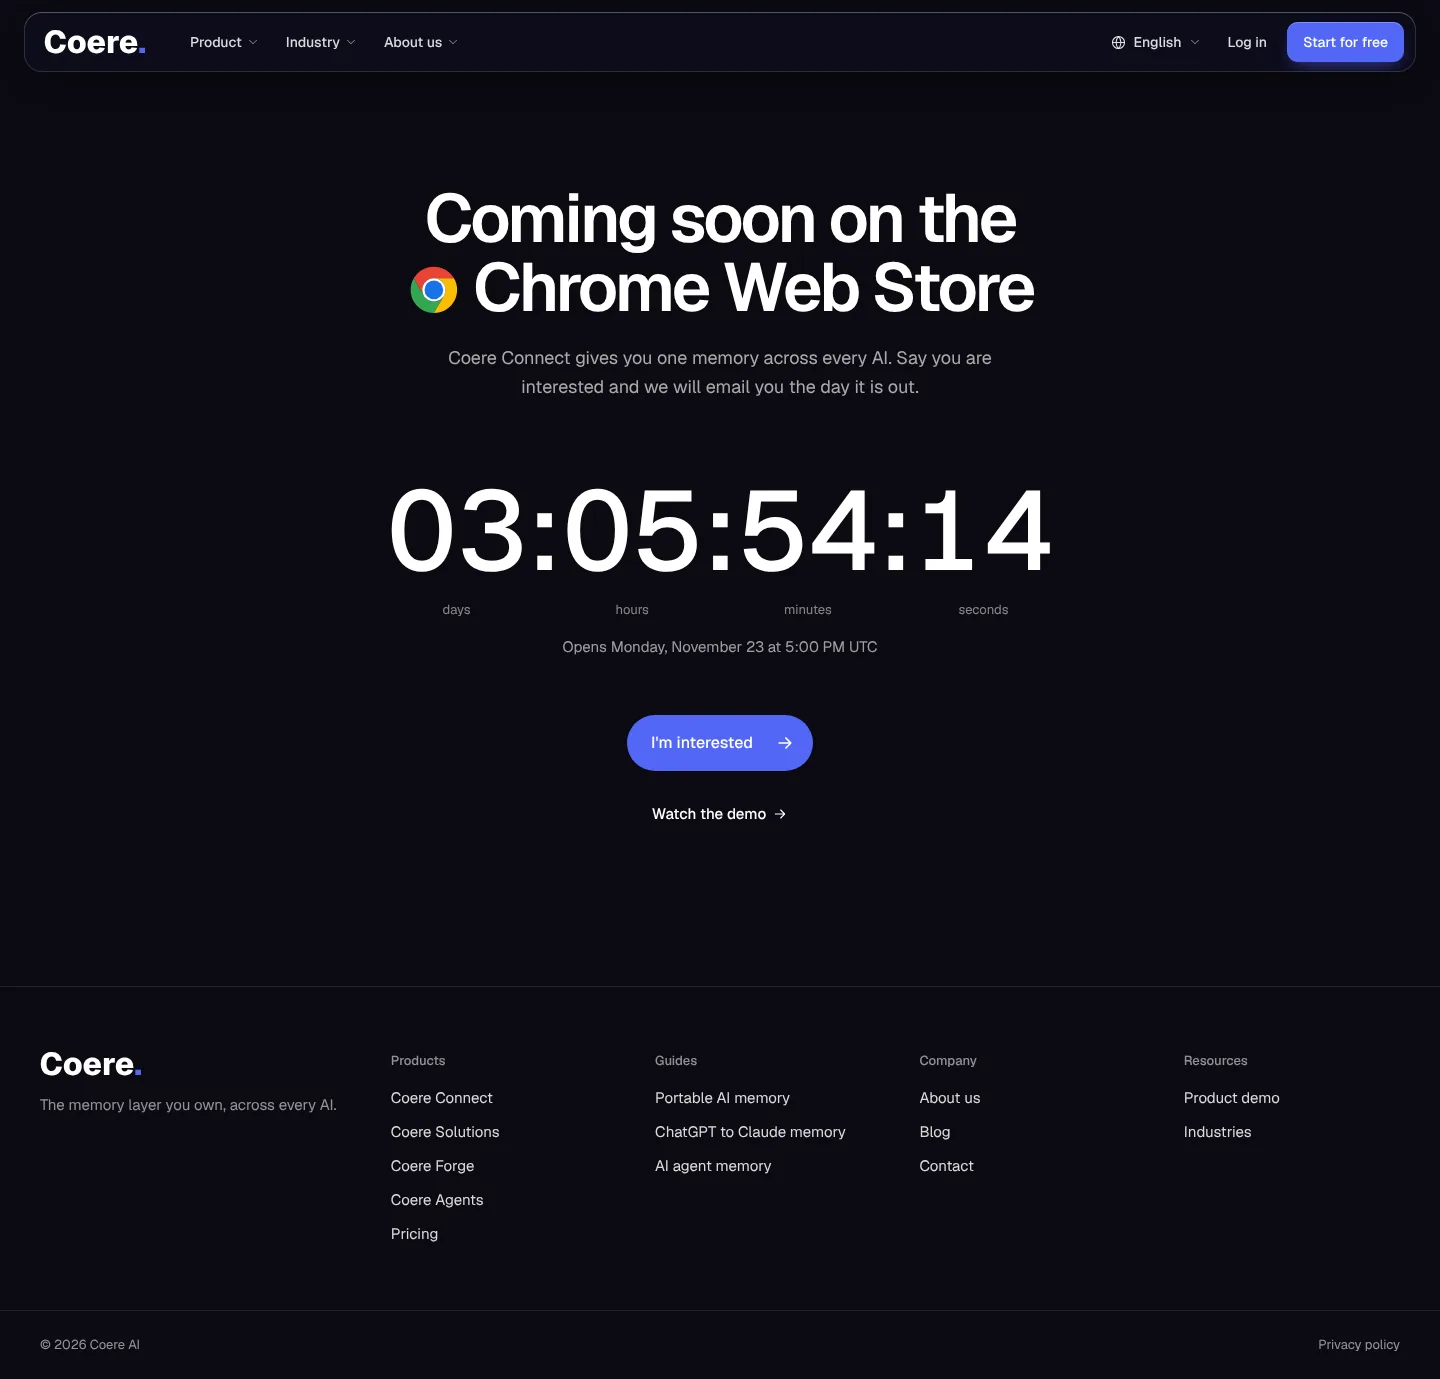 Coere.
Product
Industry
About us
English
Log in
Start for free
Coming soon on the
Chrome Web Store
Coere Connect gives you one memory across every AI. Say you are
interested and we will email you the day it is out.
03:05:54:14
days
hours
minutes
seconds
Opens Monday, November 23 at 5:00 PM UTC
I'm interested →
Watch the demo →
Coere.
The memory layer you own, across every AI.
Products
Coere Connect
Coere Solutions
Coere Forge
Coere Agents
Pricing
Guides
Portable AI memory
ChatGPT to Claude memory
AI agent memory
Company
About us
Blog
Contact
Resources
Product demo
Industries
© 2026 Coere AI
Privacy policy